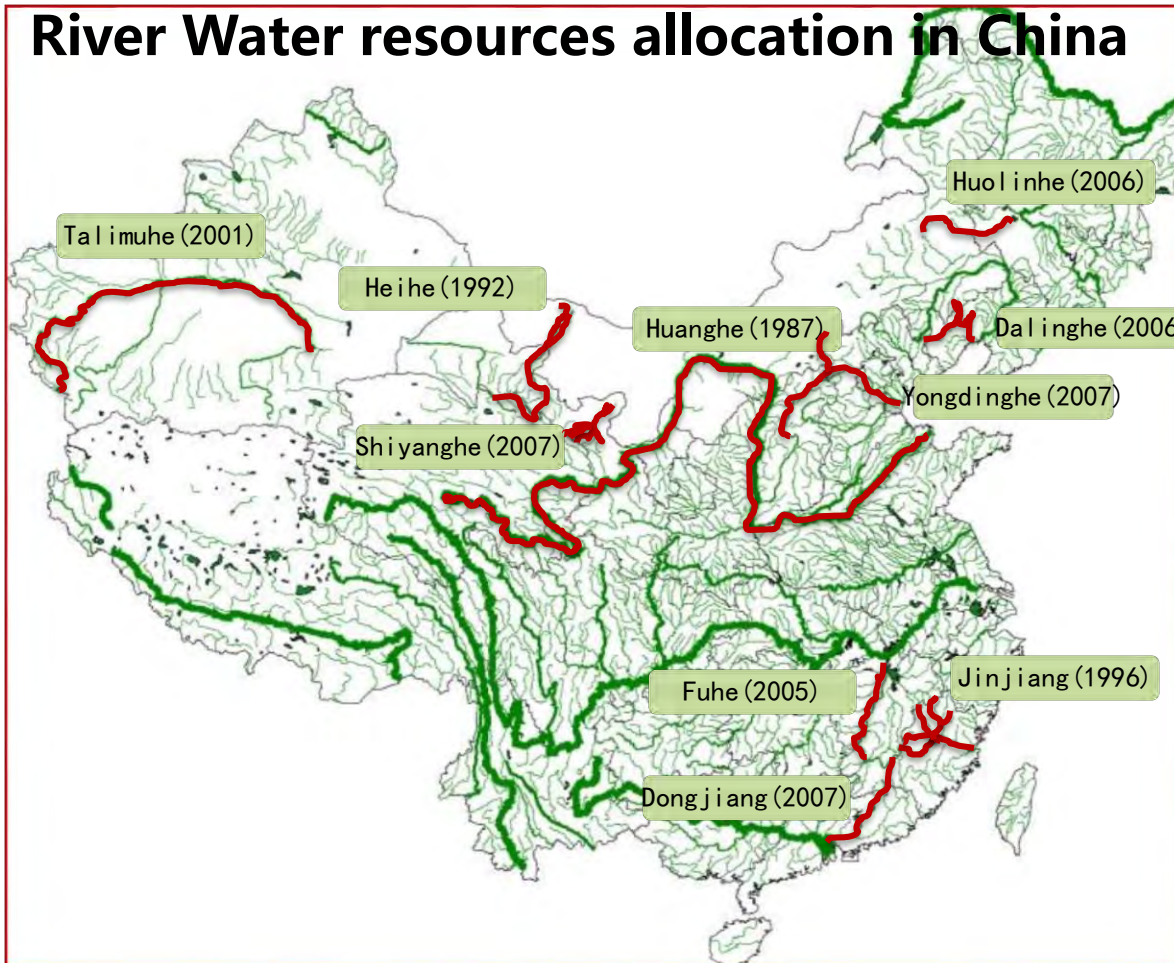 River Water resources allocation in China
Huolinhe(2006)
Talimuhe(2001)
Heihe(1992)
Huanghe(1987)
Dalinghe(2006
Yongdinghe(2007)
Shiyanghe(2007)
Jinjiang(1996)
Fuhe(2005)
Dongjiang(2007)